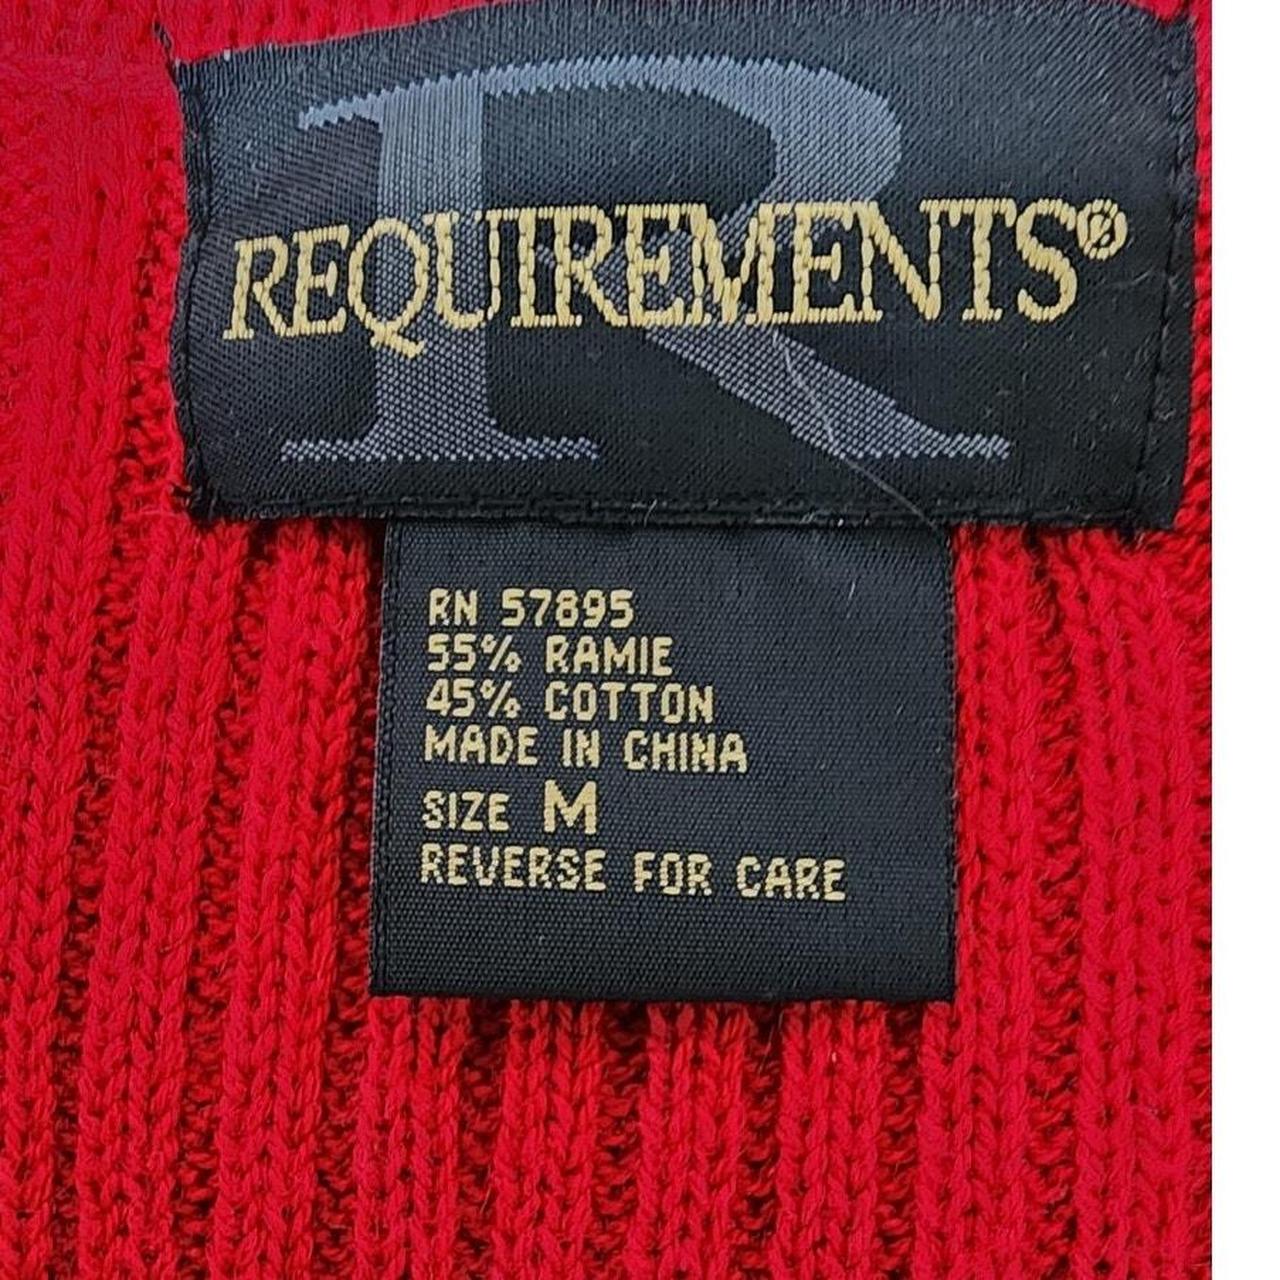 R
REQUIREMENTS®
RN 57895
55% RAMIE
45% COTTON
MADE IN CHINA
SIZE M
REVERSE FOR CARE